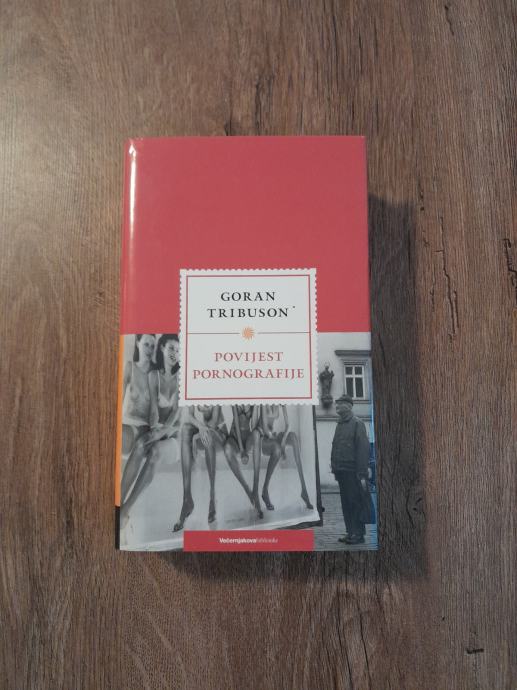 GORAN
TRIBUSON
POVIJEST
PORNOGRAFIJE
Večernjakova biblioteka